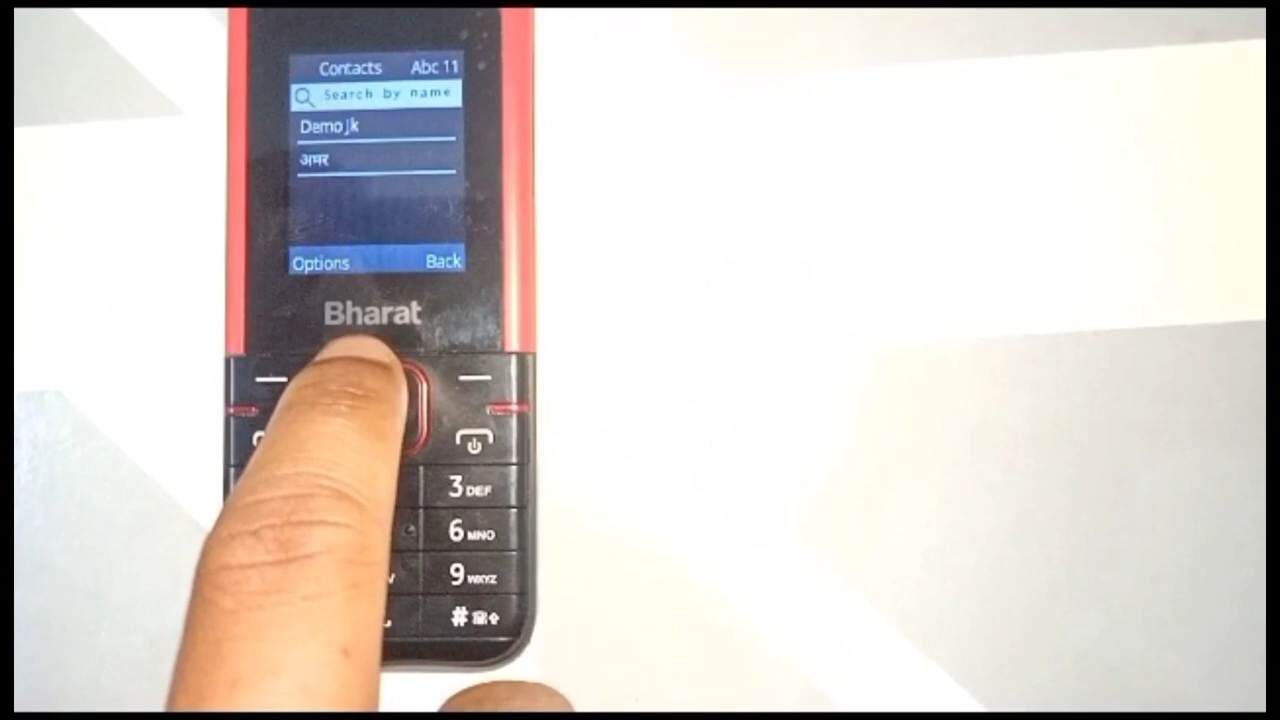 Contacts Abc 11
Search by name
Demo Jk
अमर
Options Back
Bharat
3 DEF
6 MNO
9 WXYZ
#